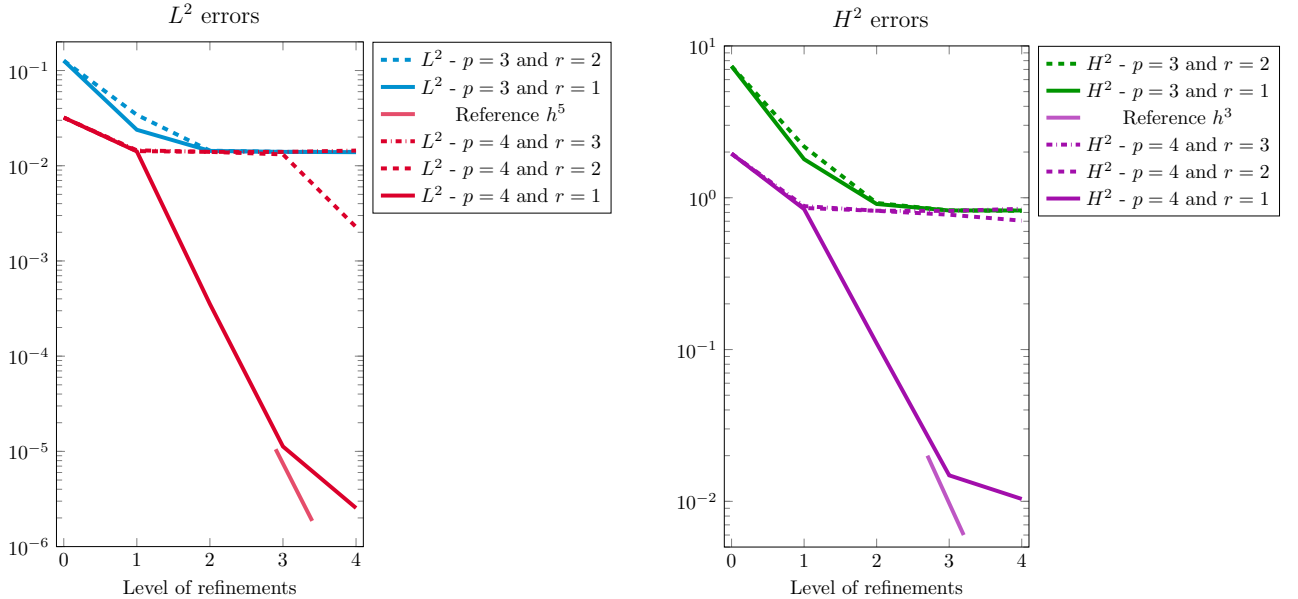 L² errors
10⁻¹
10⁻²
10⁻³
10⁻⁴
10⁻⁵
10⁻⁶
0 1 2 3 4
Level of refinements
L² - p = 3 and r = 2
L² - p = 3 and r = 1
Reference h⁵
L² - p = 4 and r = 3
L² - p = 4 and r = 2
L² - p = 4 and r = 1
H² errors
10¹
10⁰
10⁻¹
10⁻²
0 1 2 3 4
Level of refinements
H² - p = 3 and r = 2
H² - p = 3 and r = 1
Reference h³
H² - p = 4 and r = 3
H² - p = 4 and r = 2
H² - p = 4 and r = 1